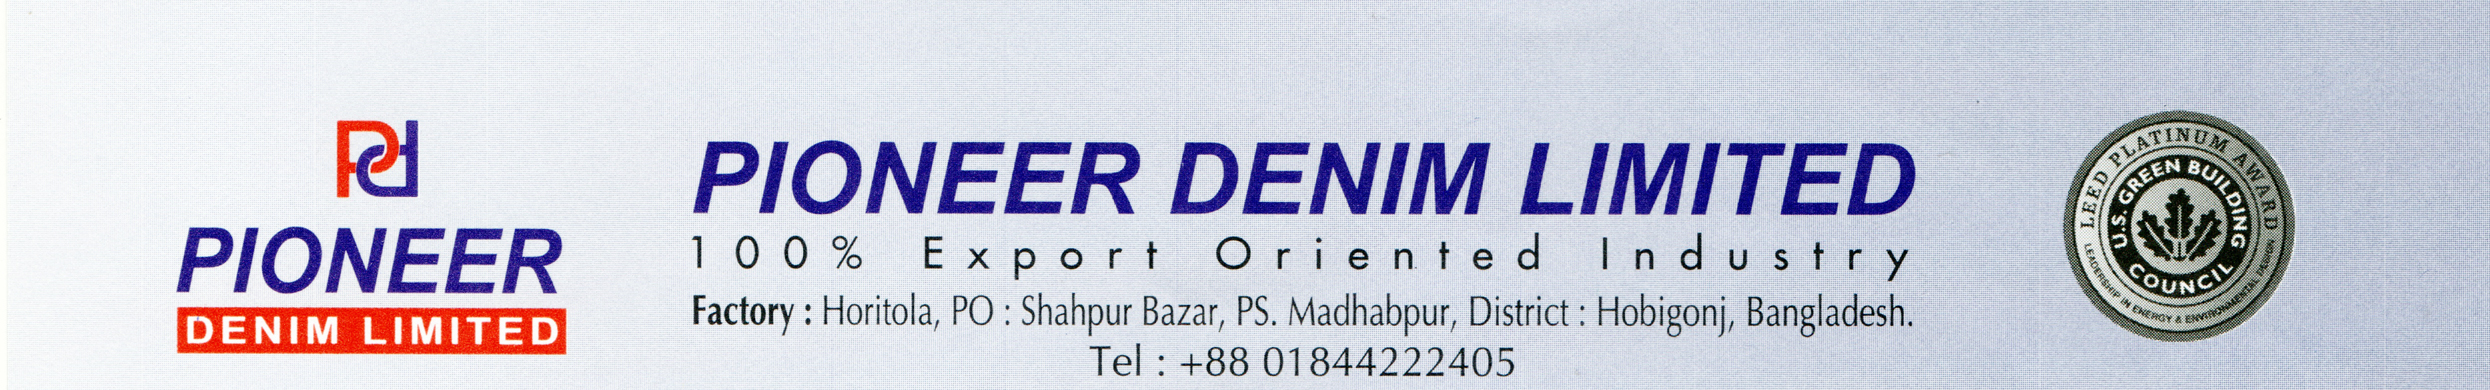 Pd
PIONEER
DENIM LIMITED
PIONEER DENIM LIMITED
100% Export Oriented Industry
Factory : Horitola, PO : Shahpur Bazar, PS. Madhabpur, District : Hobigonj, Bangladesh.
Tel : +88 01844222405
LEED PLATINUM AWARD
U.S. GREEN BUILDING
COUNCIL
LEADERSHIP IN ENERGY & ENVIRONMENTAL DESIGN